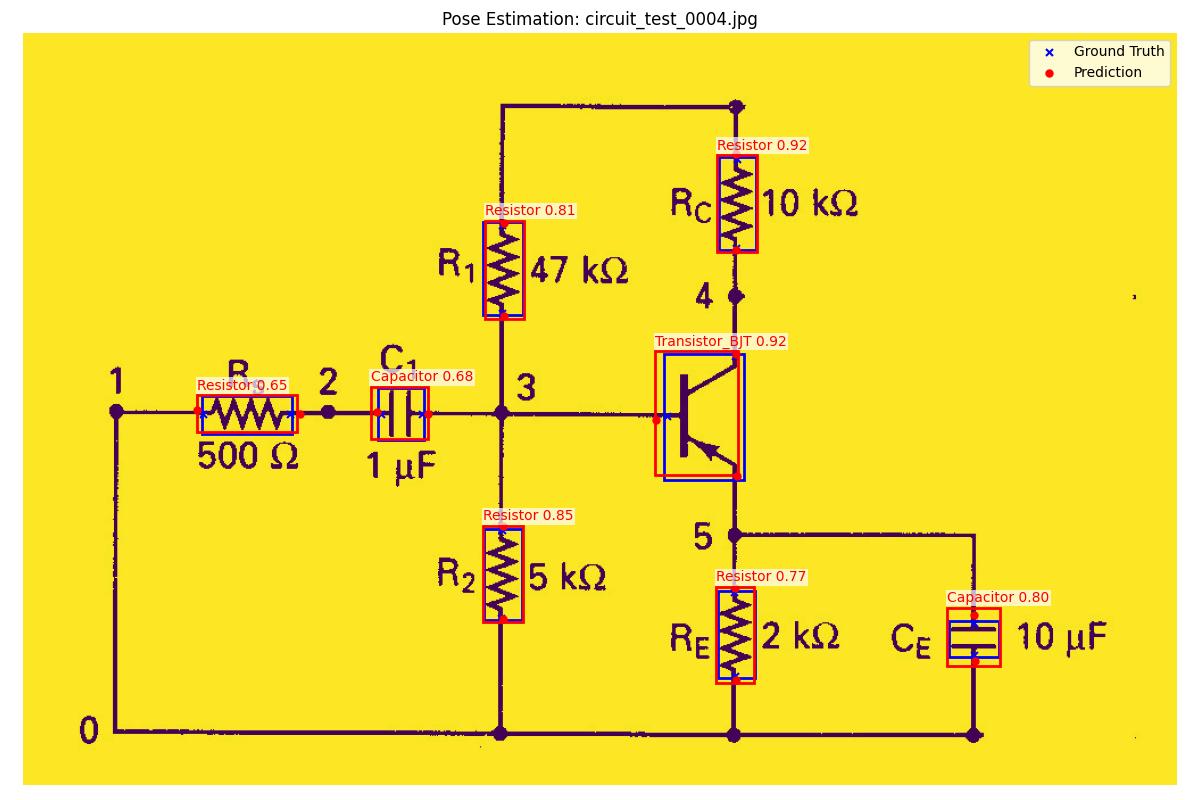 Pose Estimation: circuit_test_0004.jpg
Ground Truth
Prediction
Resistor 0.92
R_C 10 kΩ
Resistor 0.81
R_1 47 kΩ
4
Transistor_BJT 0.92
C_1
Capacitor 0.68
Resistor 0.65
1
2
3
500 Ω
1 µF
Resistor 0.85
R_2 5 kΩ
5
Resistor 0.77
R_E 2 kΩ
Capacitor 0.80
C_E 10 µF
0